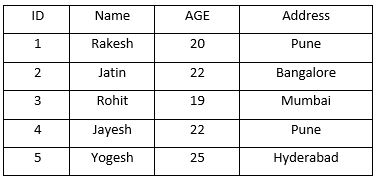 ID Name AGE Address
1 Rakesh 20 Pune
2 Jatin 22 Bangalore
3 Rohit 19 Mumbai
4 Jayesh 22 Pune
5 Yogesh 25 Hyderabad